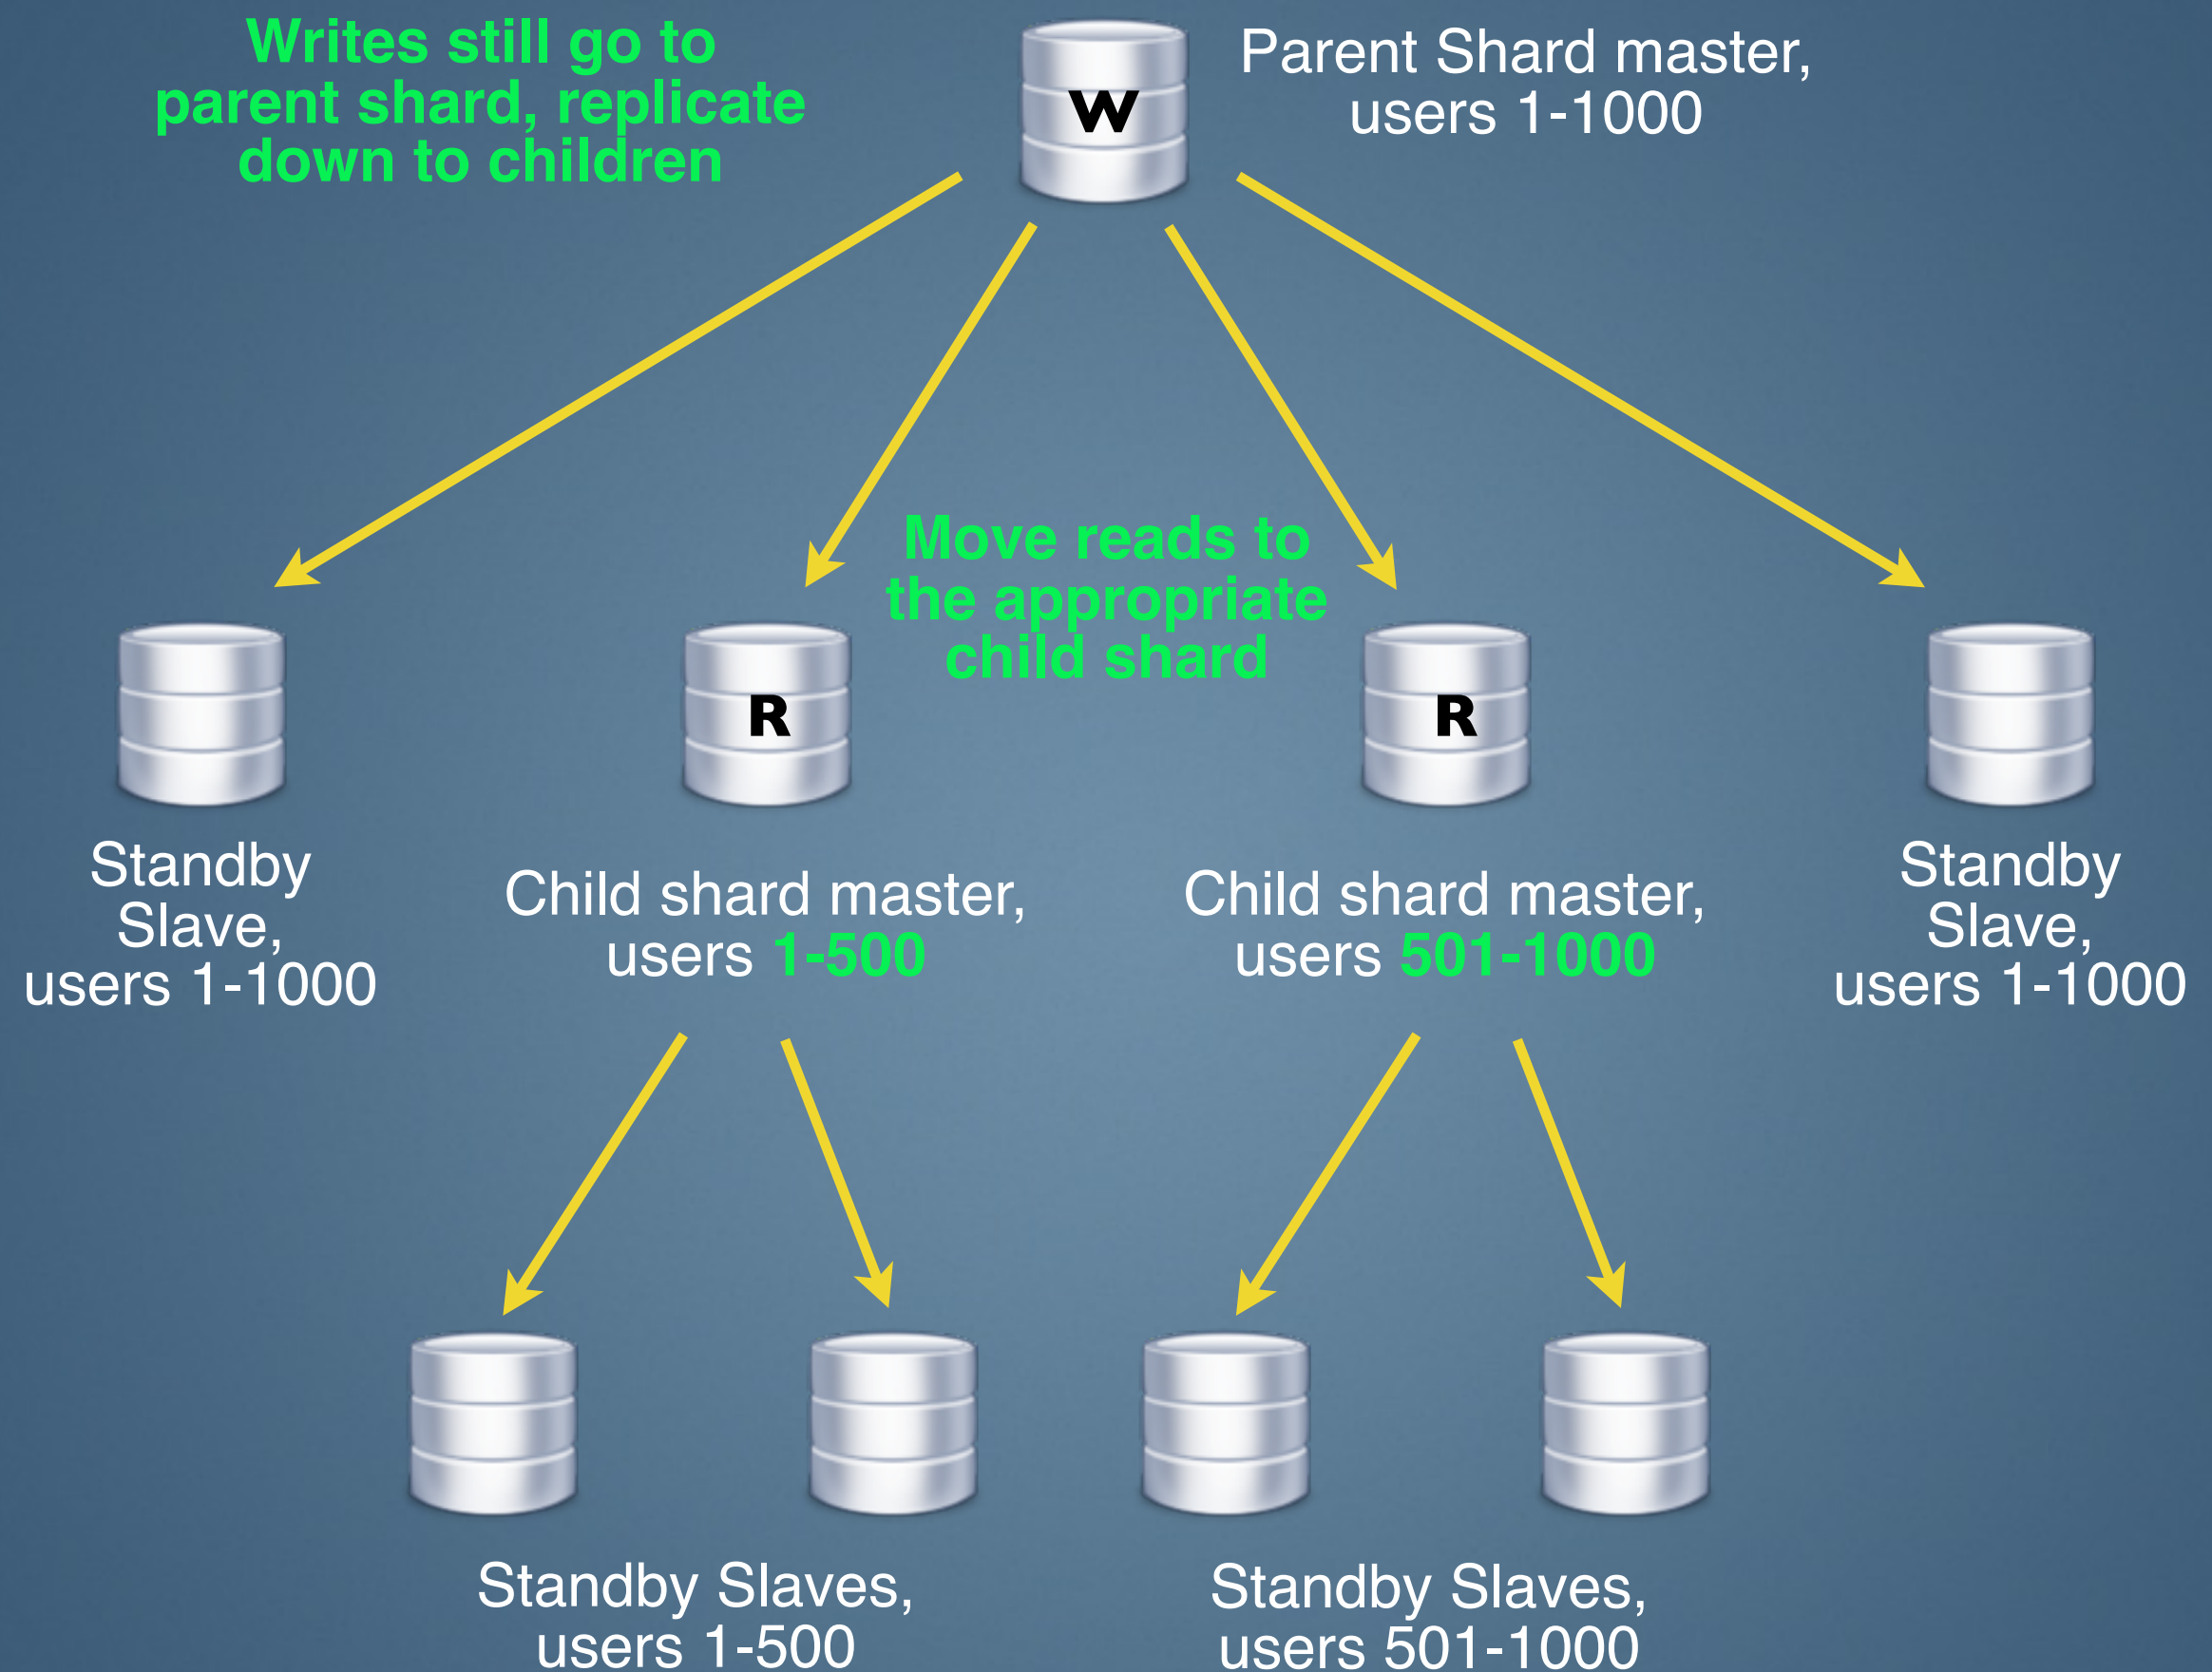 Writes still go to
parent shard, replicate
down to children
W
Parent Shard master,
users 1-1000
Move reads to
the appropriate
child shard
R
R
Standby
Slave,
users 1-1000
Child shard master,
users 1-500
Child shard master,
users 501-1000
Standby
Slave,
users 1-1000
Standby Slaves,
users 1-500
Standby Slaves,
users 501-1000